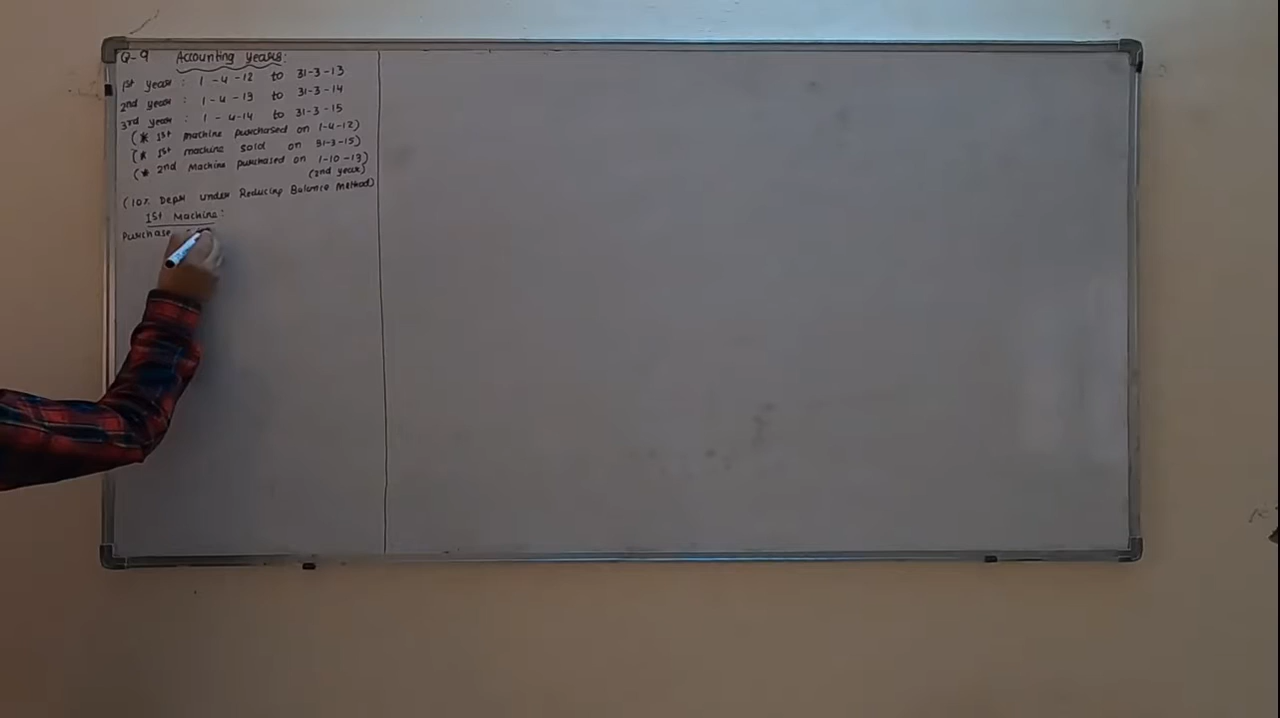 Q-9 Accounting years:
1st year : 1-4-12 to 31-3-13
2nd year : 1-4-13 to 31-3-14
3rd year : 1-4-14 to 31-3-15
(* 1st machine purchased on 1-4-12)
(* 1st machine sold on 31-3-15)
(* 2nd Machine purchased on 1-10-13)
(2nd year)
(10% Depr under Reducing Balance Method)
1st Machine:
Purchase